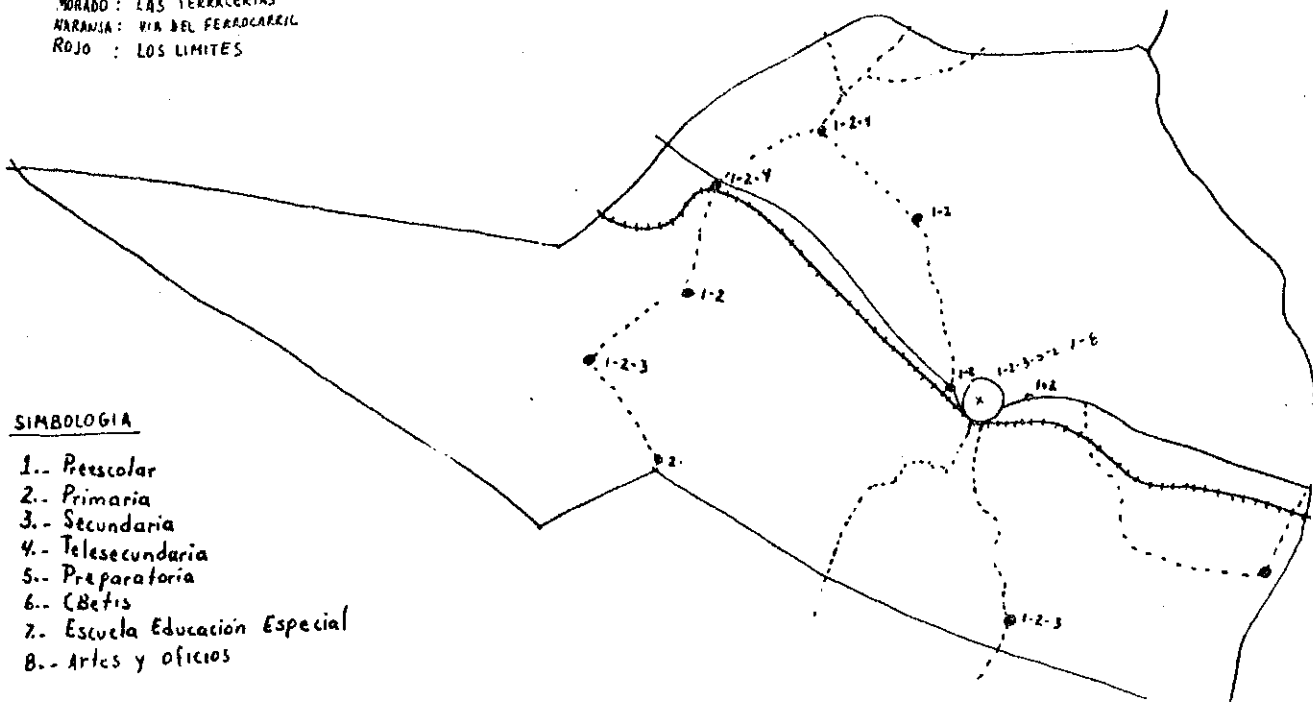 MORADO : LAS TERRACERIAS
NARANJA : VIA DEL FERROCARRIL
ROJO : LOS LIMITES
1-2-4
1-2-4
1-2
1-2
1-2-3
1-2
2.
1-2-3
SIMBOLOGIA
1.- Preescolar
2.- Primaria
3.- Secundaria
4.- Telesecundaria
5.- Preparatoria
6.- CBetis
7.- Escuela Educación Especial
8.- Artes y oficios